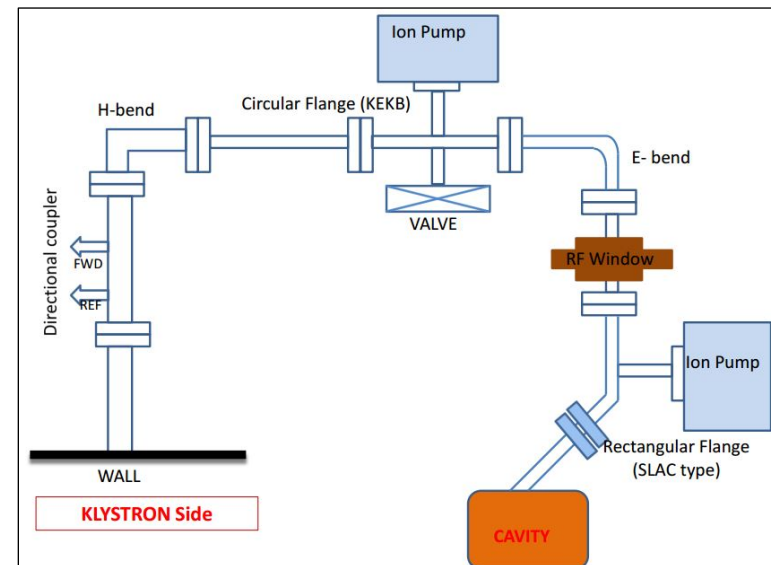 Ion Pump
Circular Flange (KEKB)
H-bend
E- bend
VALVE
Directional coupler
FWD
REF
RF Window
Ion Pump
Rectangular Flange
(SLAC type)
WALL
KLYSTRON Side
CAVITY